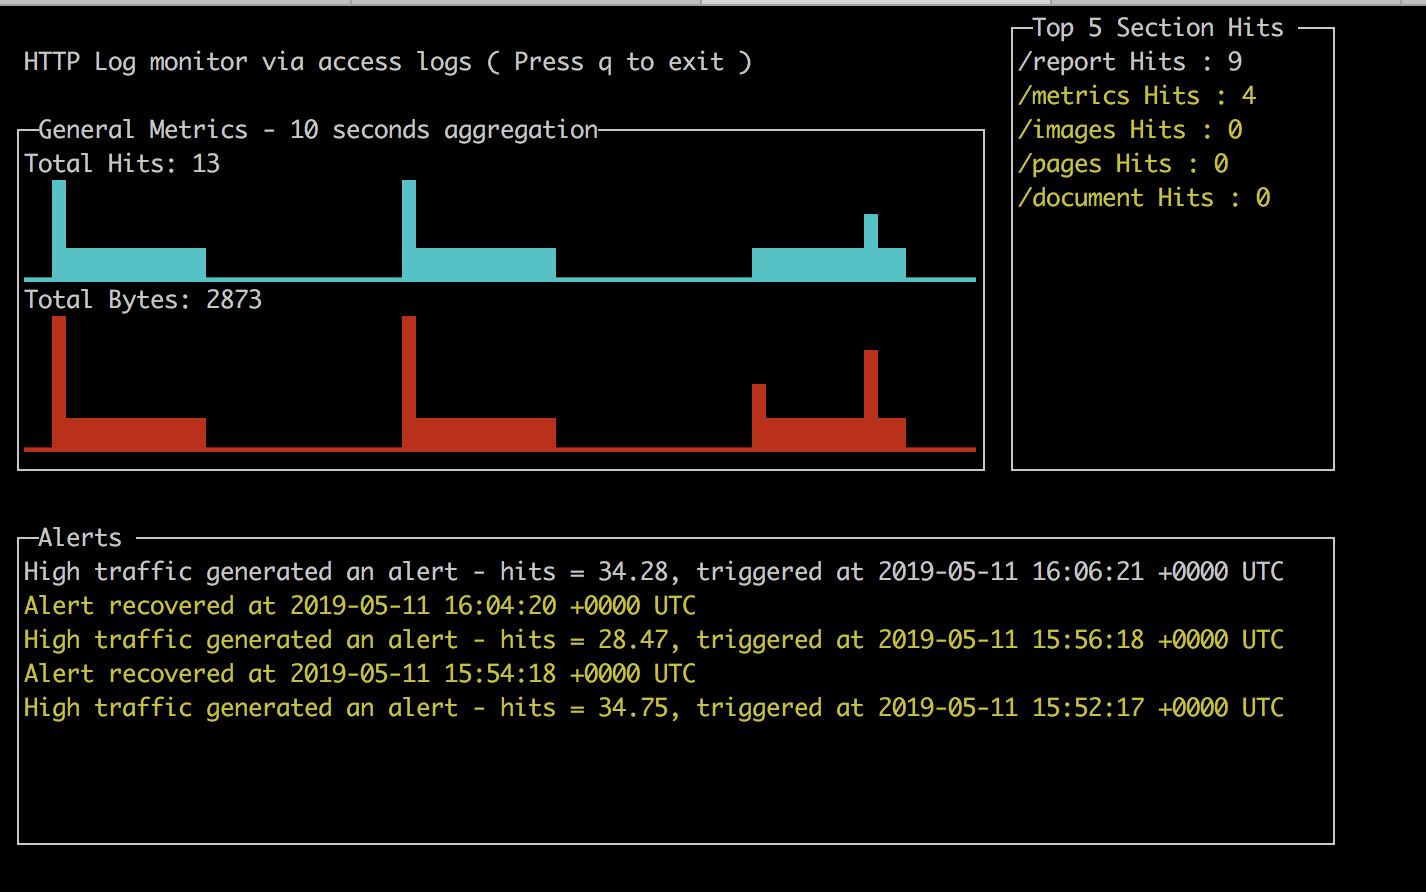 HTTP Log monitor via access logs ( Press q to exit )
General Metrics - 10 seconds aggregation
Total Hits: 13
Total Bytes: 2873
Top 5 Section Hits
/report Hits : 9
/metrics Hits : 4
/images Hits : 0
/pages Hits : 0
/document Hits : 0
Alerts
High traffic generated an alert - hits = 34.28, triggered at 2019-05-11 16:06:21 +0000 UTC
Alert recovered at 2019-05-11 16:04:20 +0000 UTC
High traffic generated an alert - hits = 28.47, triggered at 2019-05-11 15:56:18 +0000 UTC
Alert recovered at 2019-05-11 15:54:18 +0000 UTC
High traffic generated an alert - hits = 34.75, triggered at 2019-05-11 15:52:17 +0000 UTC